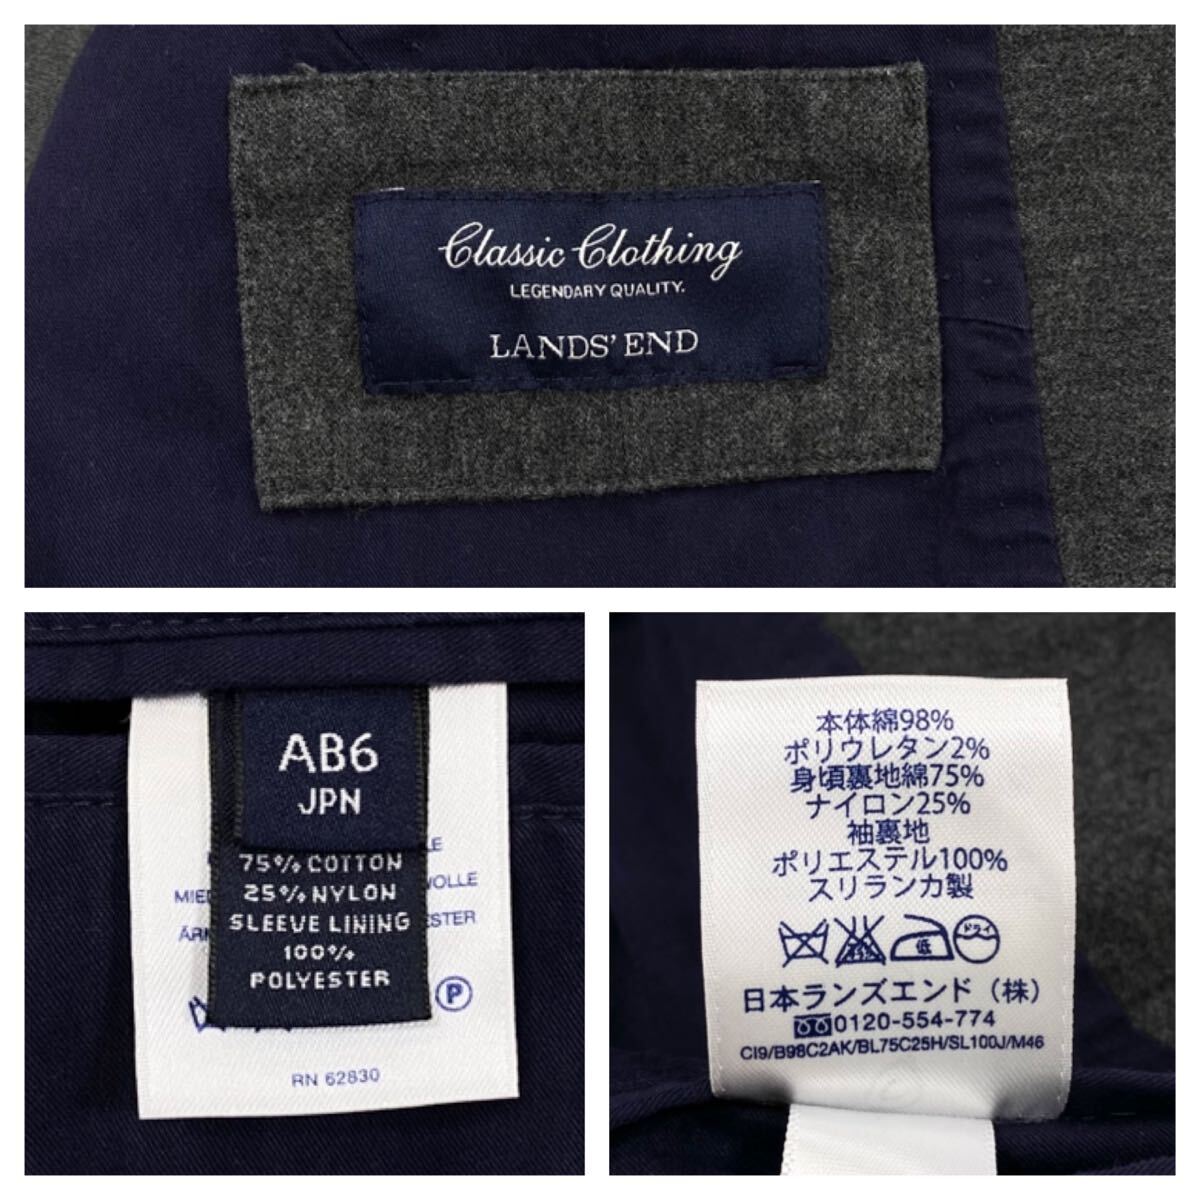 Classic Clothing
LEGENDARY QUALITY.
LANDS' END
AB6
JPN
75% COTTON
25% NYLON
SLEEVE LINING
100%
POLYESTER
P
RN 62830
本体綿98%
ポリウレタン2%
身頃裏地綿75%
ナイロン25%
袖裏地
ポリエステル100%
スリランカ製
低
ドライ
日本ランズエンド（株）
0120-554-774
CI9/B98C2AK/BL75C25H/SL100J/M46